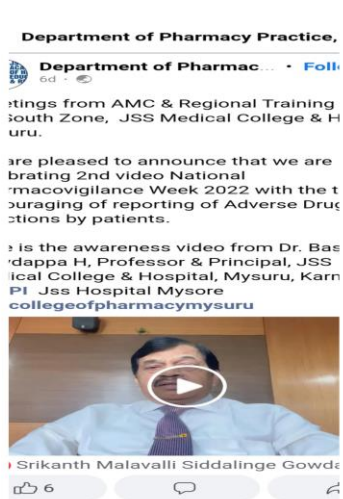 Department of Pharmacy Practice,
Department of Pharmac... • Foll
6d ·
etings from AMC & Regional Training
South Zone, JSS Medical College & H
uru.
are pleased to announce that we are
brating 2nd video National
rmacovigilance Week 2022 with the t
ouraging of reporting of Adverse Drug
ctions by patients.
e is the awareness video from Dr. Bas
dappa H, Professor & Principal, JSS
ical College & Hospital, Mysuru, Karn
PI Jss Hospital Mysore
collegeofpharmacymysuru
Srikanth Malavalli Siddalinge Gowda
6